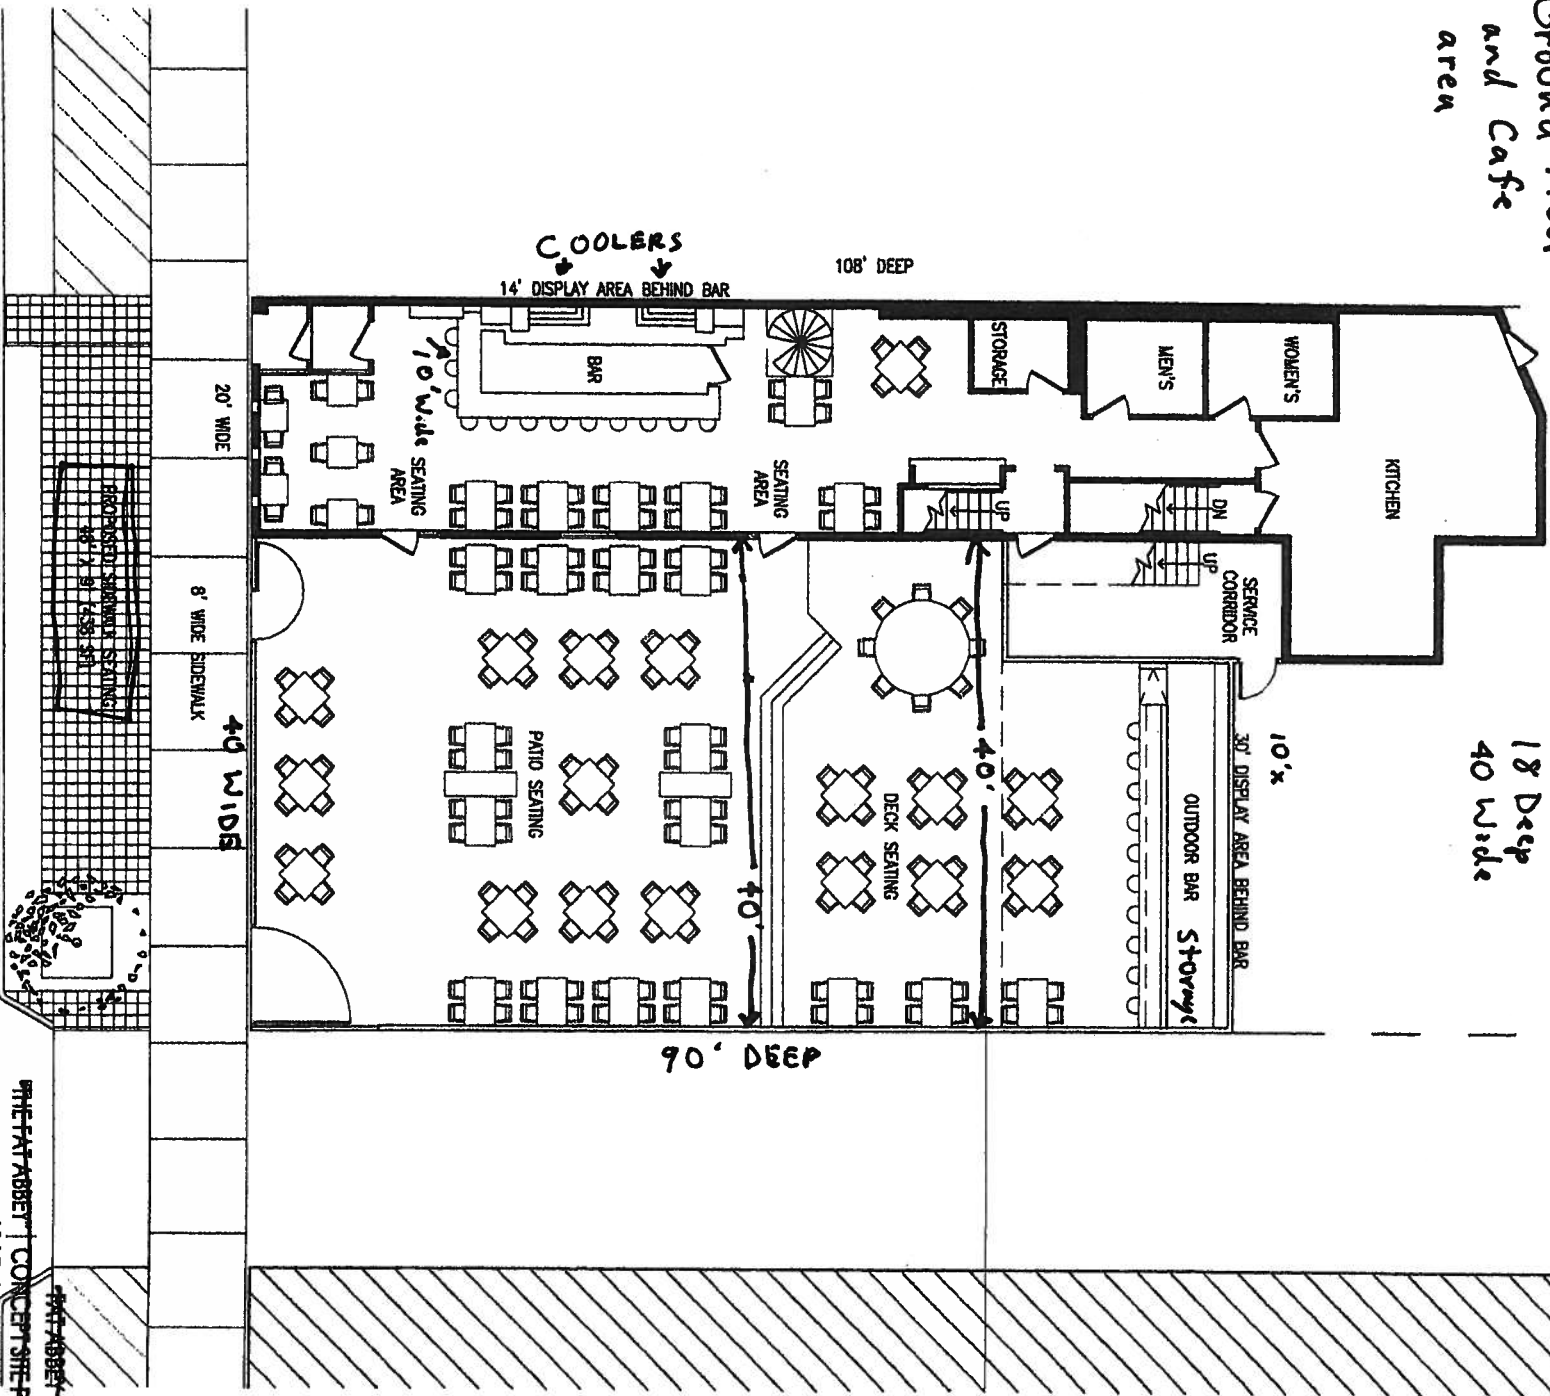 and Cafe
area
COOLERS
14' DISPLAY AREA BEHIND BAR
108' DEEP
BAR
STORAGE
MEN'S
WOMEN'S
KITCHEN
10' Wide
SEATING
AREA
SEATING
AREA
UP
DN
UP
SERVICE
CORRIDOR
20' WIDE
8' WIDE SIDEWALK
40 WIDE
PROPOSED SIDEWALK SEATING
PATIO SEATING
40'
DECK SEATING
40'
OUTDOOR BAR
Storage
30' DISPLAY AREA BEHIND BAR
10'x
18 Deep
40 Wide
90' DEEP
THE FAT ABBEY | CONCEPT SITE P
FAT ABBEY